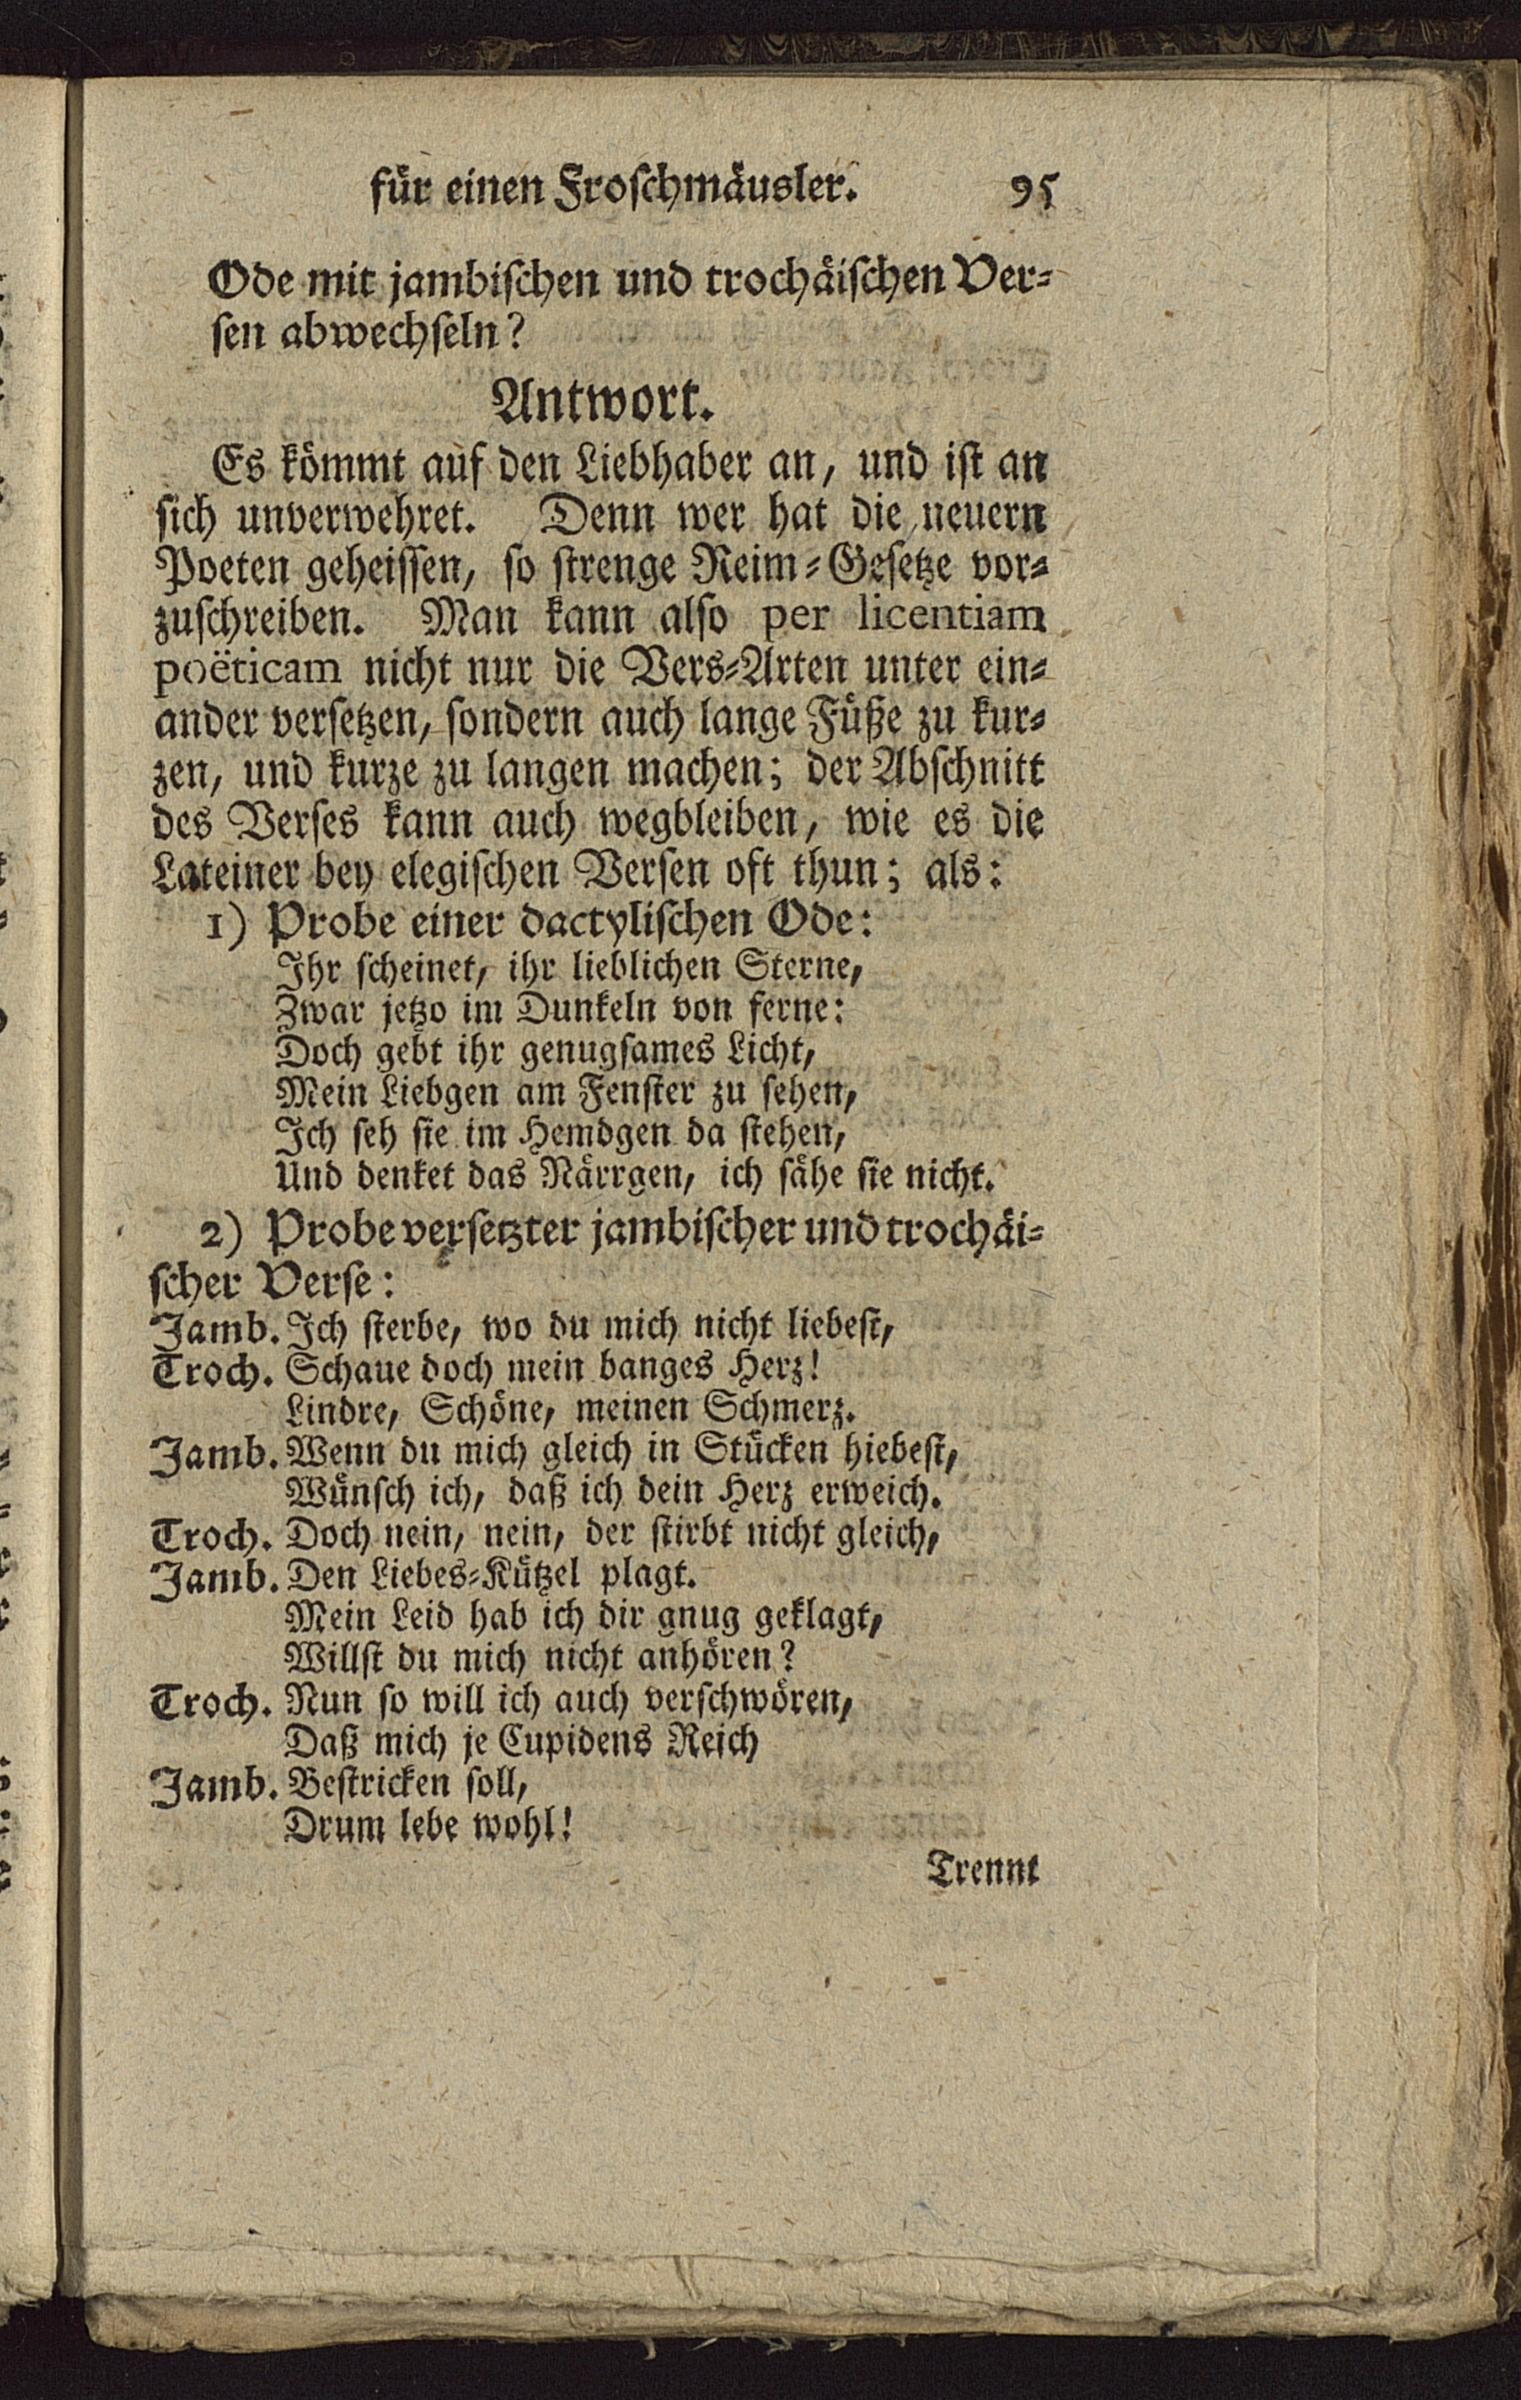 für einen Froschmäusler. 95
Ode mit jambischen und trochäischen Ver-
sen abwechseln?
Antwort.
Es kömmt auf den Liebhaber an, und ist an
sich unverwehret. Denn wer hat die neuern
Poeten geheissen, so strenge Reim-Gesetze vor-
zuschreiben. Man kann also per licentiam
poëticam nicht nur die Vers-Arten unter ein-
ander versetzen, sondern auch lange Füße zu kur-
zen, und kurze zu langen machen; der Abschnitt
des Verses kann auch wegbleiben, wie es die
Lateiner bey elegischen Versen oft thun; als:
1) Probe einer dactylischen Ode:
Ihr scheinet, ihr lieblichen Sterne,
Zwar jetzo im Dunkeln von ferne:
Doch gebt ihr genugsames Licht,
Mein Liebgen am Fenster zu sehen,
Ich seh sie im Hemdgen da stehen,
Und denket das Närrgen, ich sähe sie nicht.
2) Probe versetzter jambischer und trochäi-
scher Verse:
Jamb. Ich sterbe, wo du mich nicht liebest,
Troch. Schaue doch mein banges Herz!
Lindre, Schöne, meinen Schmerz.
Jamb. Wenn du mich gleich in Stücken hiebest,
Wünsch ich, daß ich dein Herz erweich.
Troch. Doch nein, nein, der stirbt nicht gleich,
Jamb. Den Liebes-Kützel plagt.
Mein Leid hab ich dir gnug geklagt,
Willst du mich nicht anhören?
Troch. Nun so will ich auch verschwören,
Daß mich je Cupidens Reich
Jamb. Bestricken soll,
Drum lebe wohl!
Trennt